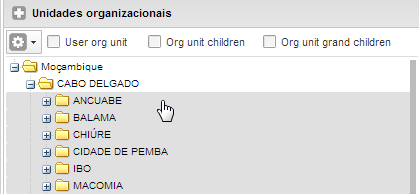 Unidades organizacionais
User org unit Org unit children Org unit grand children
Moçambique
CABO DELGADO
ANCUABE
BALAMA
CHIÚRE
CIDADE DE PEMBA
IBO
MACOMIA